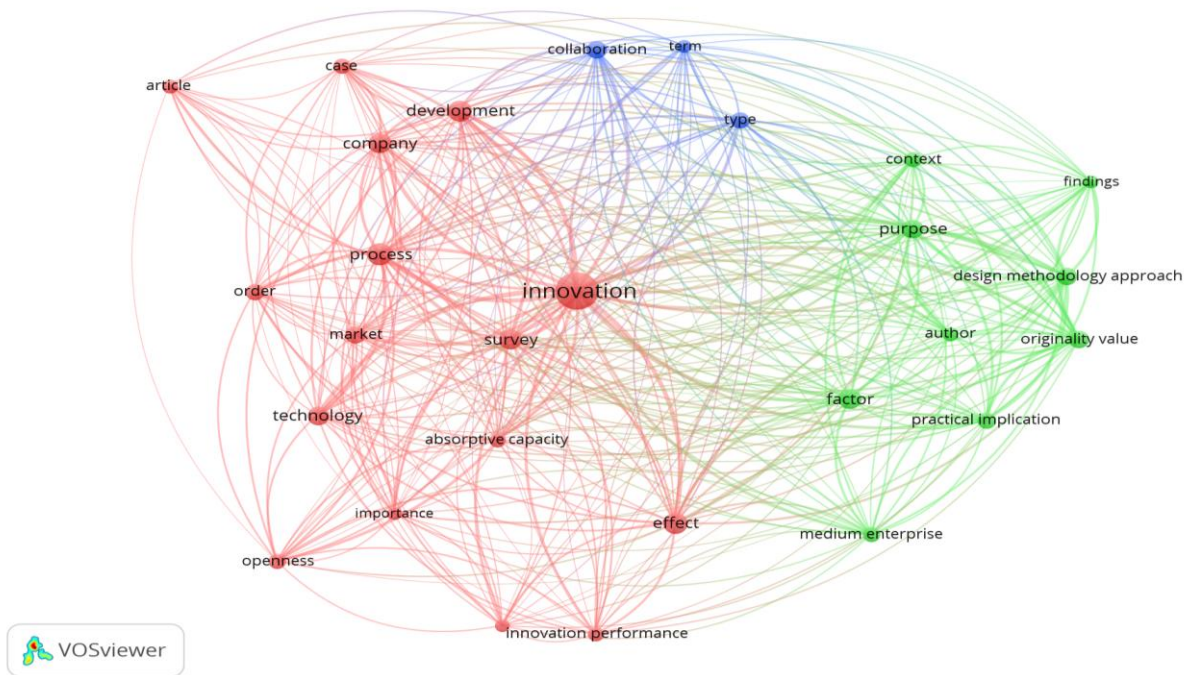 collaboration
term
case
article
development
type
company
context
findings
purpose
process
design methodology approach
order
innovation
market
survey
author
originality value
factor
technology
practical implication
absorptive capacity
importance
effect
medium enterprise
openness
innovation performance
VOSviewer